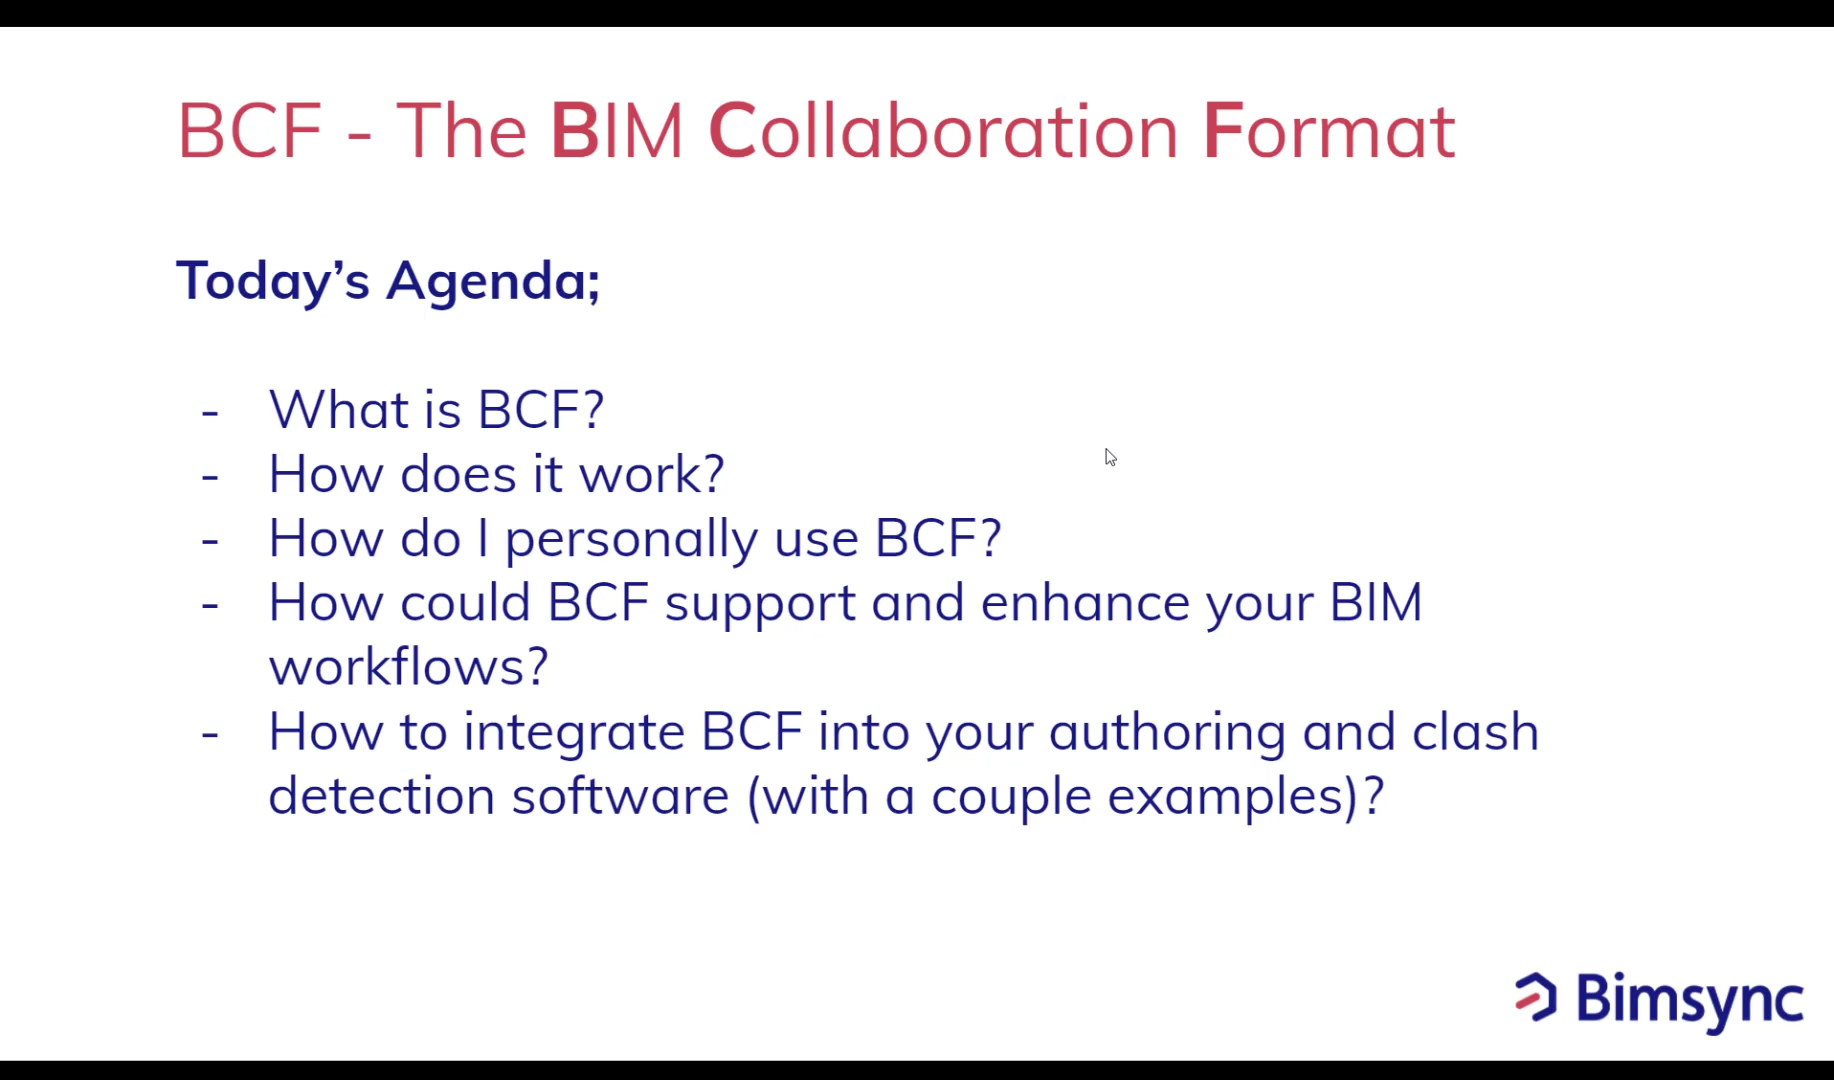 BCF - The BIM Collaboration Format
Today’s Agenda;
- What is BCF?
- How does it work?
- How do I personally use BCF?
- How could BCF support and enhance your BIM
workflows?
- How to integrate BCF into your authoring and clash
detection software (with a couple examples)?
Bimsync